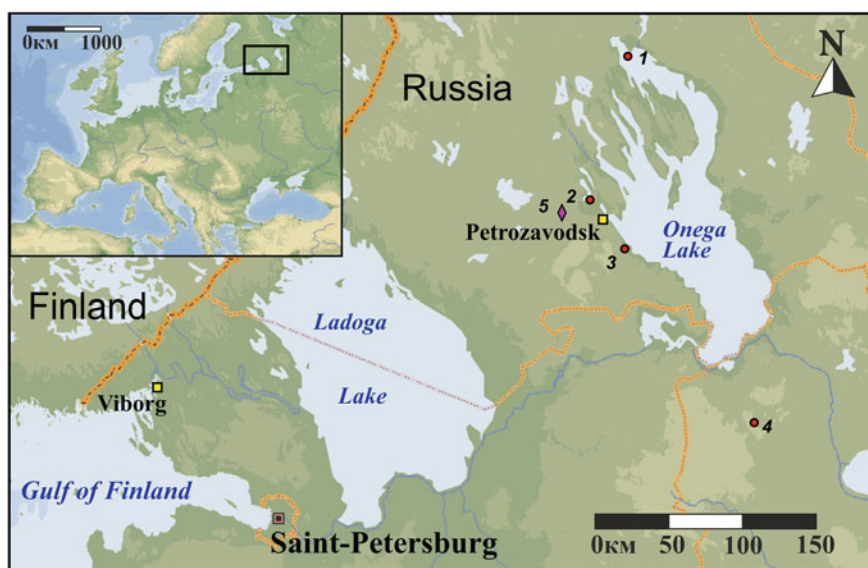 0км 1000
Russia
N
1
2
5
Petrozavodsk
3
Onega
Lake
Finland
Ladoga
Lake
Viborg
4
Gulf of Finland
Saint-Petersburg
0км 50 100 150